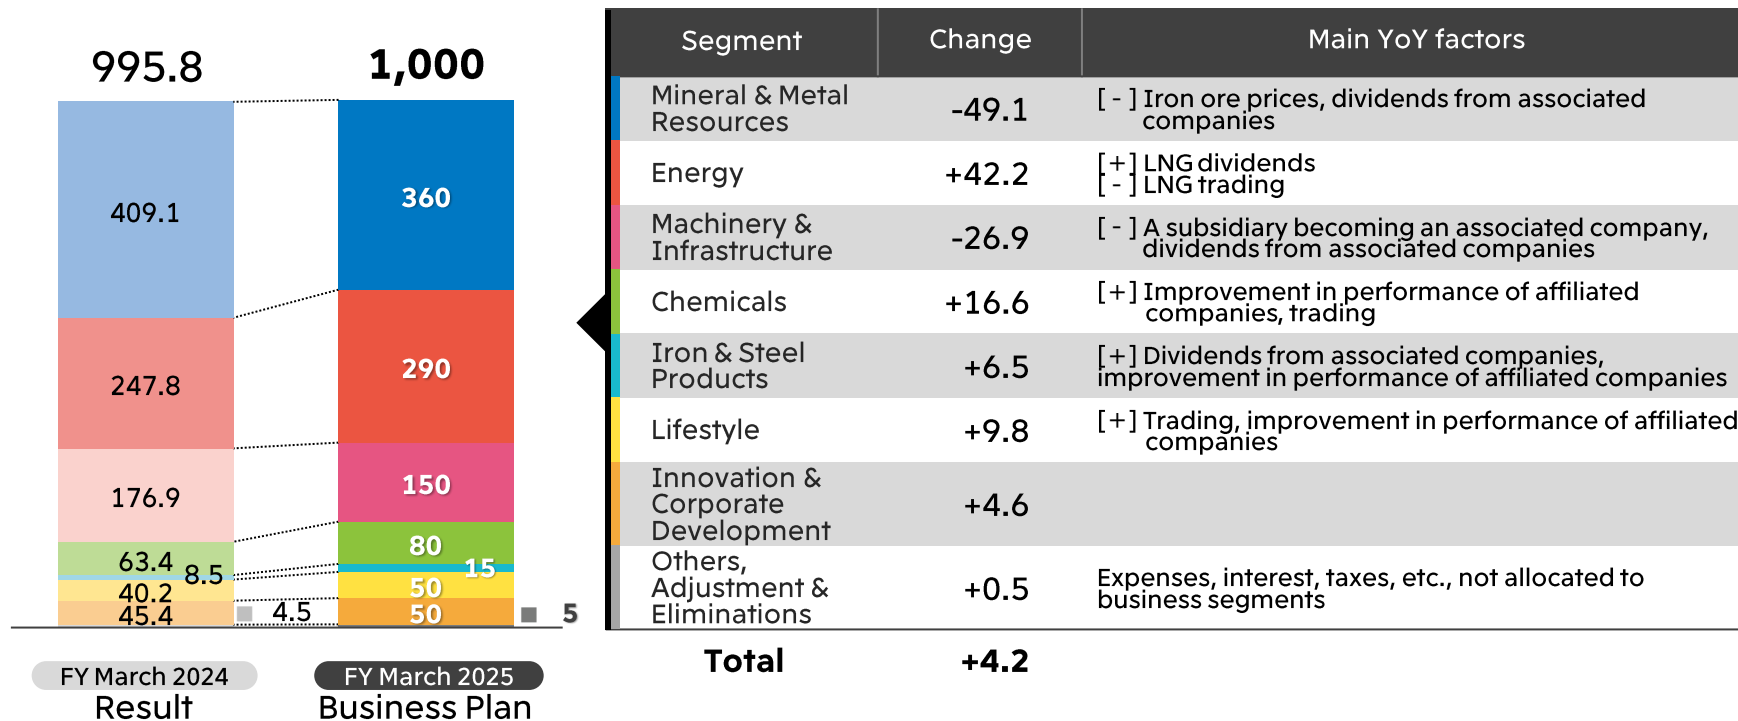 995.8
1,000
409.1
360
247.8
290
176.9
150
63.4
80
8.5
15
40.2
50
45.4
4.5
50
5
FY March 2024
Result
FY March 2025
Business Plan
Segment Change Main YoY factors
Mineral & Metal
Resources
-49.1
[ - ] Iron ore prices, dividends from associated
companies
Energy
+42.2
[+] LNG dividends
[ - ] LNG trading
Machinery &
Infrastructure
-26.9
[ - ] A subsidiary becoming an associated company,
dividends from associated companies
Chemicals
+16.6
[+] Improvement in performance of affiliated
companies, trading
Iron & Steel
Products
+6.5
[+] Dividends from associated companies,
improvement in performance of affiliated companies
Lifestyle
+9.8
[+] Trading, improvement in performance of affiliated
companies
Innovation &
Corporate
Development
+4.6
Others,
Adjustment &
Eliminations
+0.5
Expenses, interest, taxes, etc., not allocated to
business segments
Total +4.2